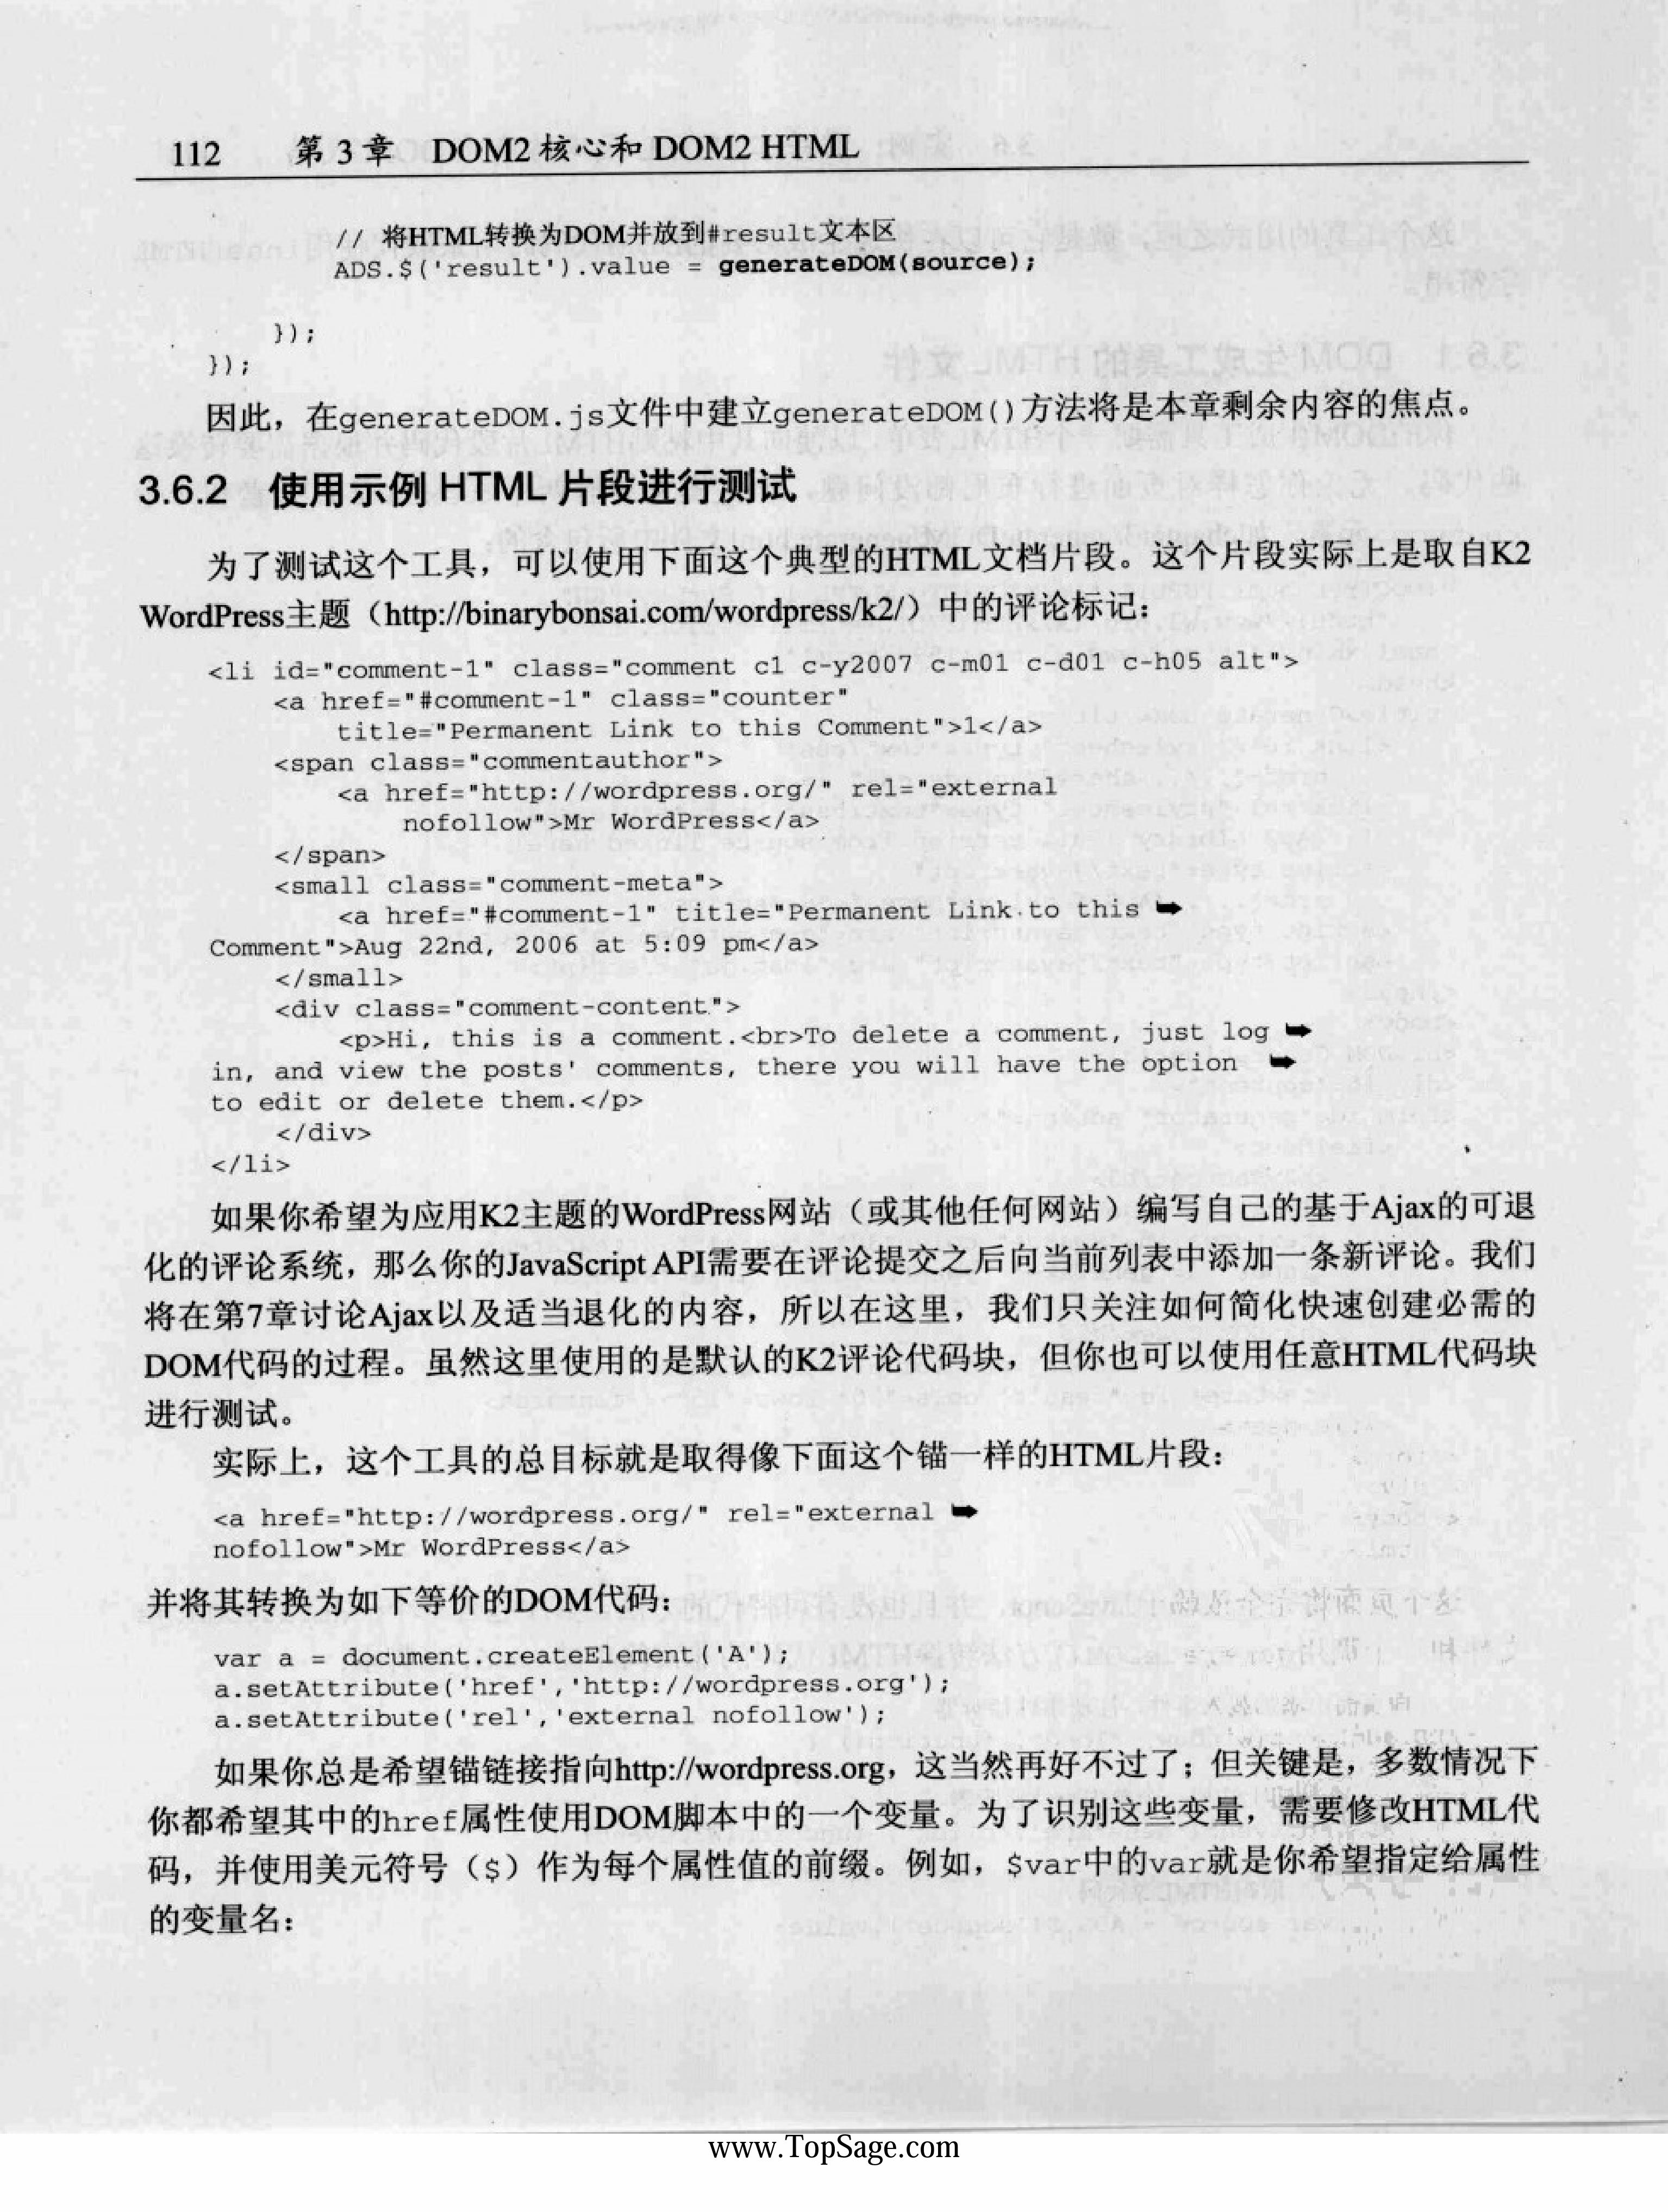 112 第 3 章 DOM2 核心和 DOM2 HTML
// 将HTML转换为DOM并放到#result文本区
ADS.$('result').value = generateDOM(source);
});
});
因此，在generateDOM.js文件中建立generateDOM()方法将是本章剩余内容的焦点。
3.6.2 使用示例 HTML 片段进行测试
为了测试这个工具，可以使用下面这个典型的HTML文档片段。这个片段实际上是取自K2
WordPress主题（http://binarybonsai.com/wordpress/k2/）中的评论标记：
<li id="comment-1" class="comment c1 c-y2007 c-m01 c-d01 c-h05 alt">
<a href="#comment-1" class="counter"
title="Permanent Link to this Comment">1</a>
<span class="commentauthor">
<a href="http://wordpress.org/" rel="external
nofollow">Mr WordPress</a>
</span>
<small class="comment-meta">
<a href="#comment-1" title="Permanent Link to this ➥
Comment">Aug 22nd, 2006 at 5:09 pm</a>
</small>
<div class="comment-content">
<p>Hi, this is a comment.<br>To delete a comment, just log ➥
in, and view the posts' comments, there you will have the option ➥
to edit or delete them.</p>
</div>
</li>
如果你希望为应用K2主题的WordPress网站（或其他任何网站）编写自己的基于Ajax的可退
化的评论系统，那么你的JavaScript API需要在评论提交之后向当前列表中添加一条新评论。我们
将在第7章讨论Ajax以及适当退化的内容，所以在这里，我们只关注如何简化快速创建必需的
DOM代码的过程。虽然这里使用的是默认的K2评论代码块，但你也可以使用任意HTML代码块
进行测试。
实际上，这个工具的总目标就是取得像下面这个锚一样的HTML片段：
<a href="http://wordpress.org/" rel="external ➥
nofollow">Mr WordPress</a>
并将其转换为如下等价的DOM代码：
var a = document.createElement('A');
a.setAttribute('href','http://wordpress.org');
a.setAttribute('rel','external nofollow');
如果你总是希望锚链接指向http://wordpress.org，这当然再好不过了；但关键是，多数情况下
你都希望其中的href属性使用DOM脚本中的一个变量。为了识别这些变量，需要修改HTML代
码，并使用美元符号（$）作为每个属性值的前缀。例如，$var中的var就是你希望指定给属性
的变量名：
www.TopSage.com